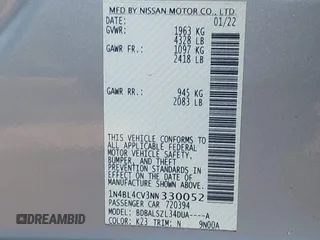 MFD BY NISSAN MOTOR CO., LTD
DATE: 01/22
GVWR: 1963 KG
4328 LB
GAWR FR: 1097 KG
2418 LB
GAWR RR: 945 KG
2083 LB
THIS VEHICLE CONFORMS
TO ALL APPLICABLE
FEDERAL MOTOR VEHICLE SAFETY,
BUMPER, AND THEFT
PREVENTION STANDARDS
IN EFFECT ON THE DATE OF
MANUFACTURE SHOWN ABOVE.
1N4BL4CV3NN330052
PASSENGER CAR 720394
MODEL: BDBALSZL34DUA----A
COLOR: K23 TRIM: N 9N00A
BIDBIDCARS